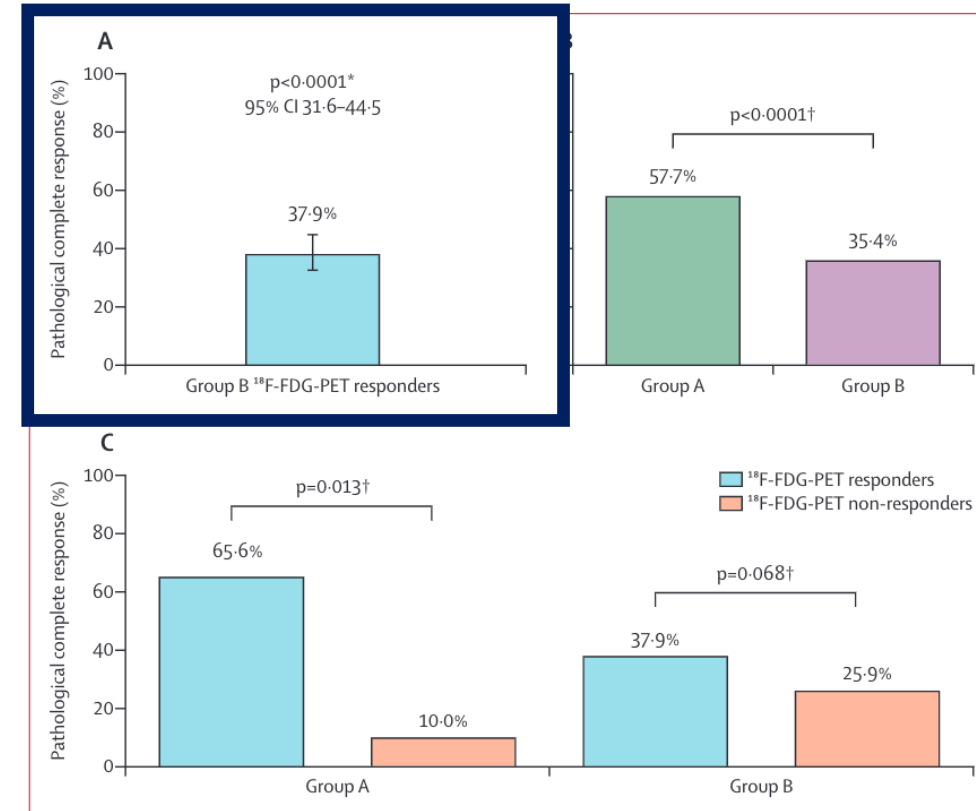 A
Pathological complete response (%)
100
80
60
40
20
0
p<0·0001*
95% CI 31·6–44·5
37·9%
Group B ¹⁸F-FDG-PET responders
p<0·0001†
57·7%
35·4%
Group A
Group B
C
Pathological complete response (%)
100
80
60
40
20
0
p=0·013†
65·6%
10·0%
Group A
¹⁸F-FDG-PET responders
¹⁸F-FDG-PET non-responders
p=0·068†
37·9%
25·9%
Group B